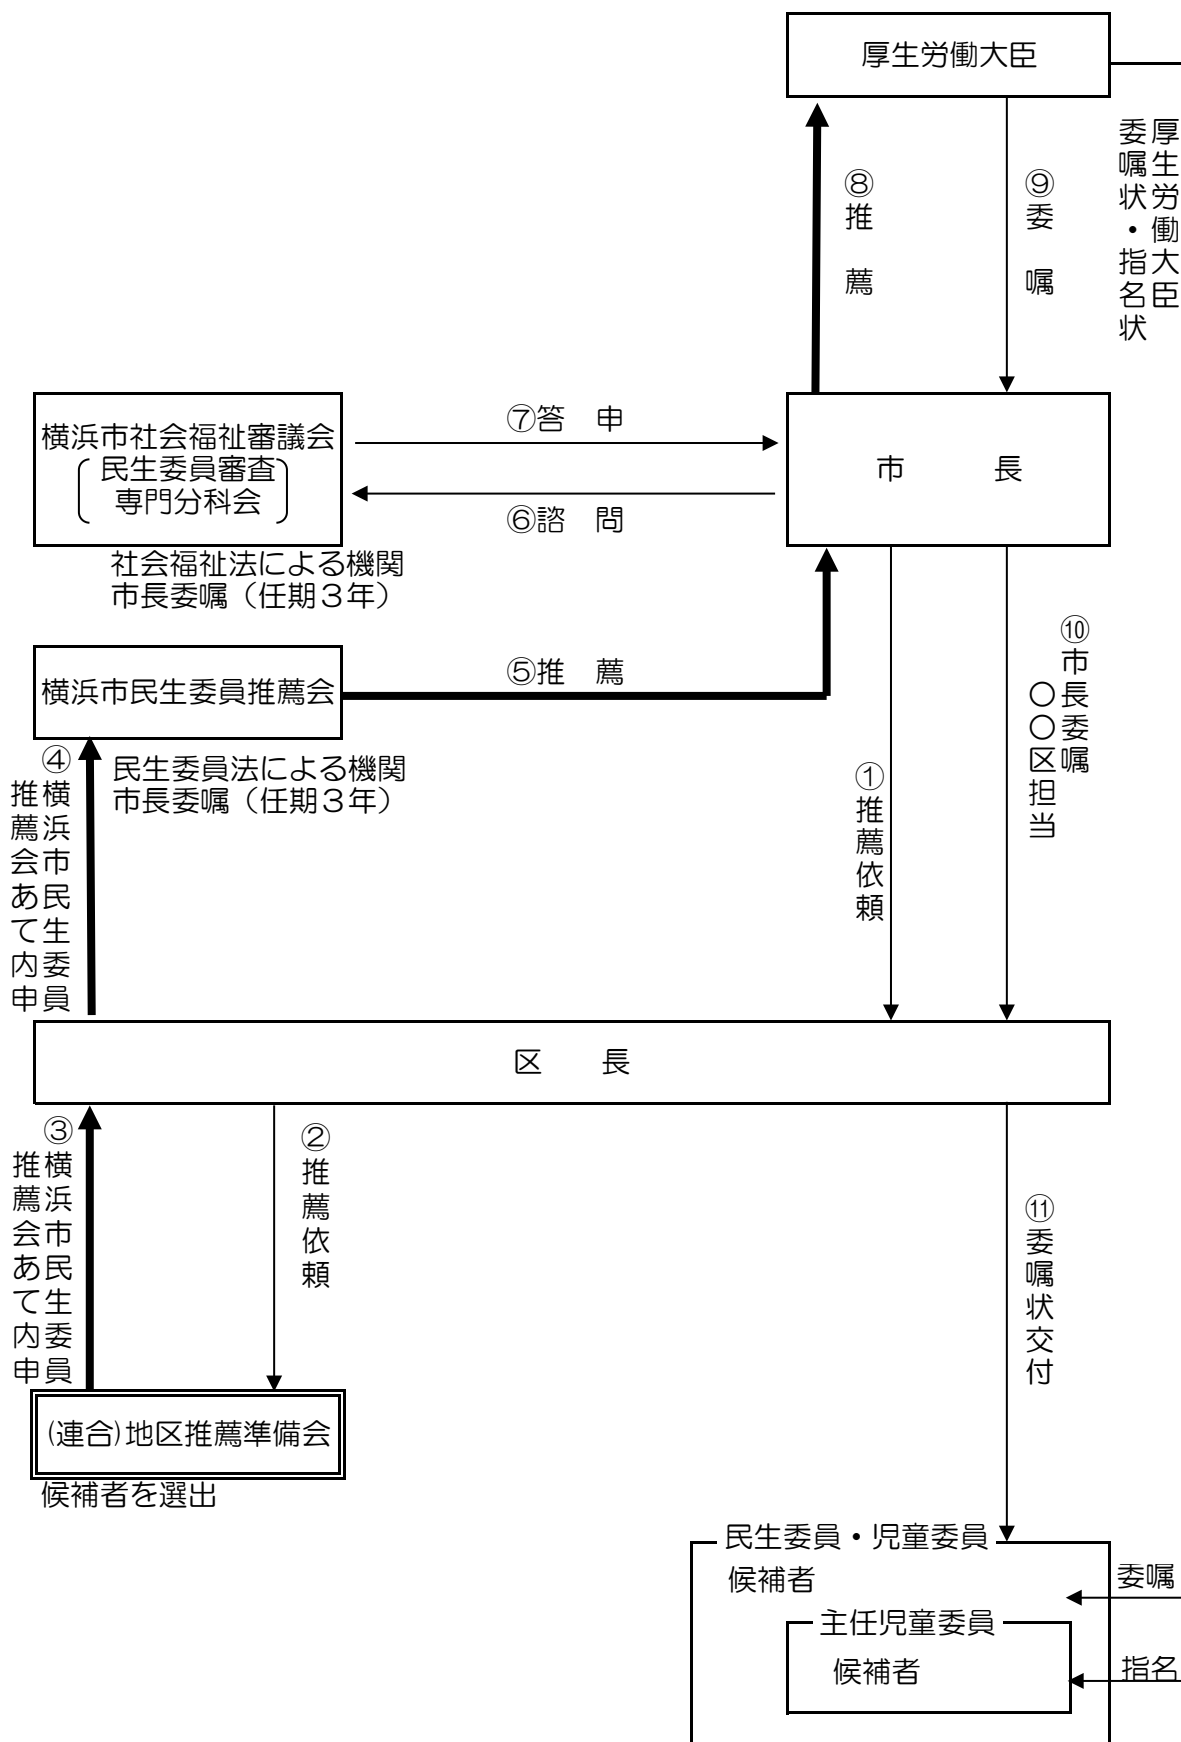 厚生労働大臣
厚生労働大臣
委嘱状・指名状
⑧推　薦
⑨委　嘱
横浜市社会福祉審議会
民生委員審査
専門分科会
⑦答　申
⑥諮　問
市　　　長
社会福祉法による機関
市長委嘱（任期３年）
横浜市民生委員推薦会
⑤推　薦
⑩市長委嘱
〇〇区担当
民生委員法による機関
市長委嘱（任期３年）
④横浜市民生委員
推薦会あて内申
①推薦依頼
区　　長
③横浜市民生委員
推薦会あて内申
②推薦依頼
⑪委嘱状交付
(連合)地区推薦準備会
候補者を選出
民生委員・児童委員
候補者
委嘱
主任児童委員
候補者
指名